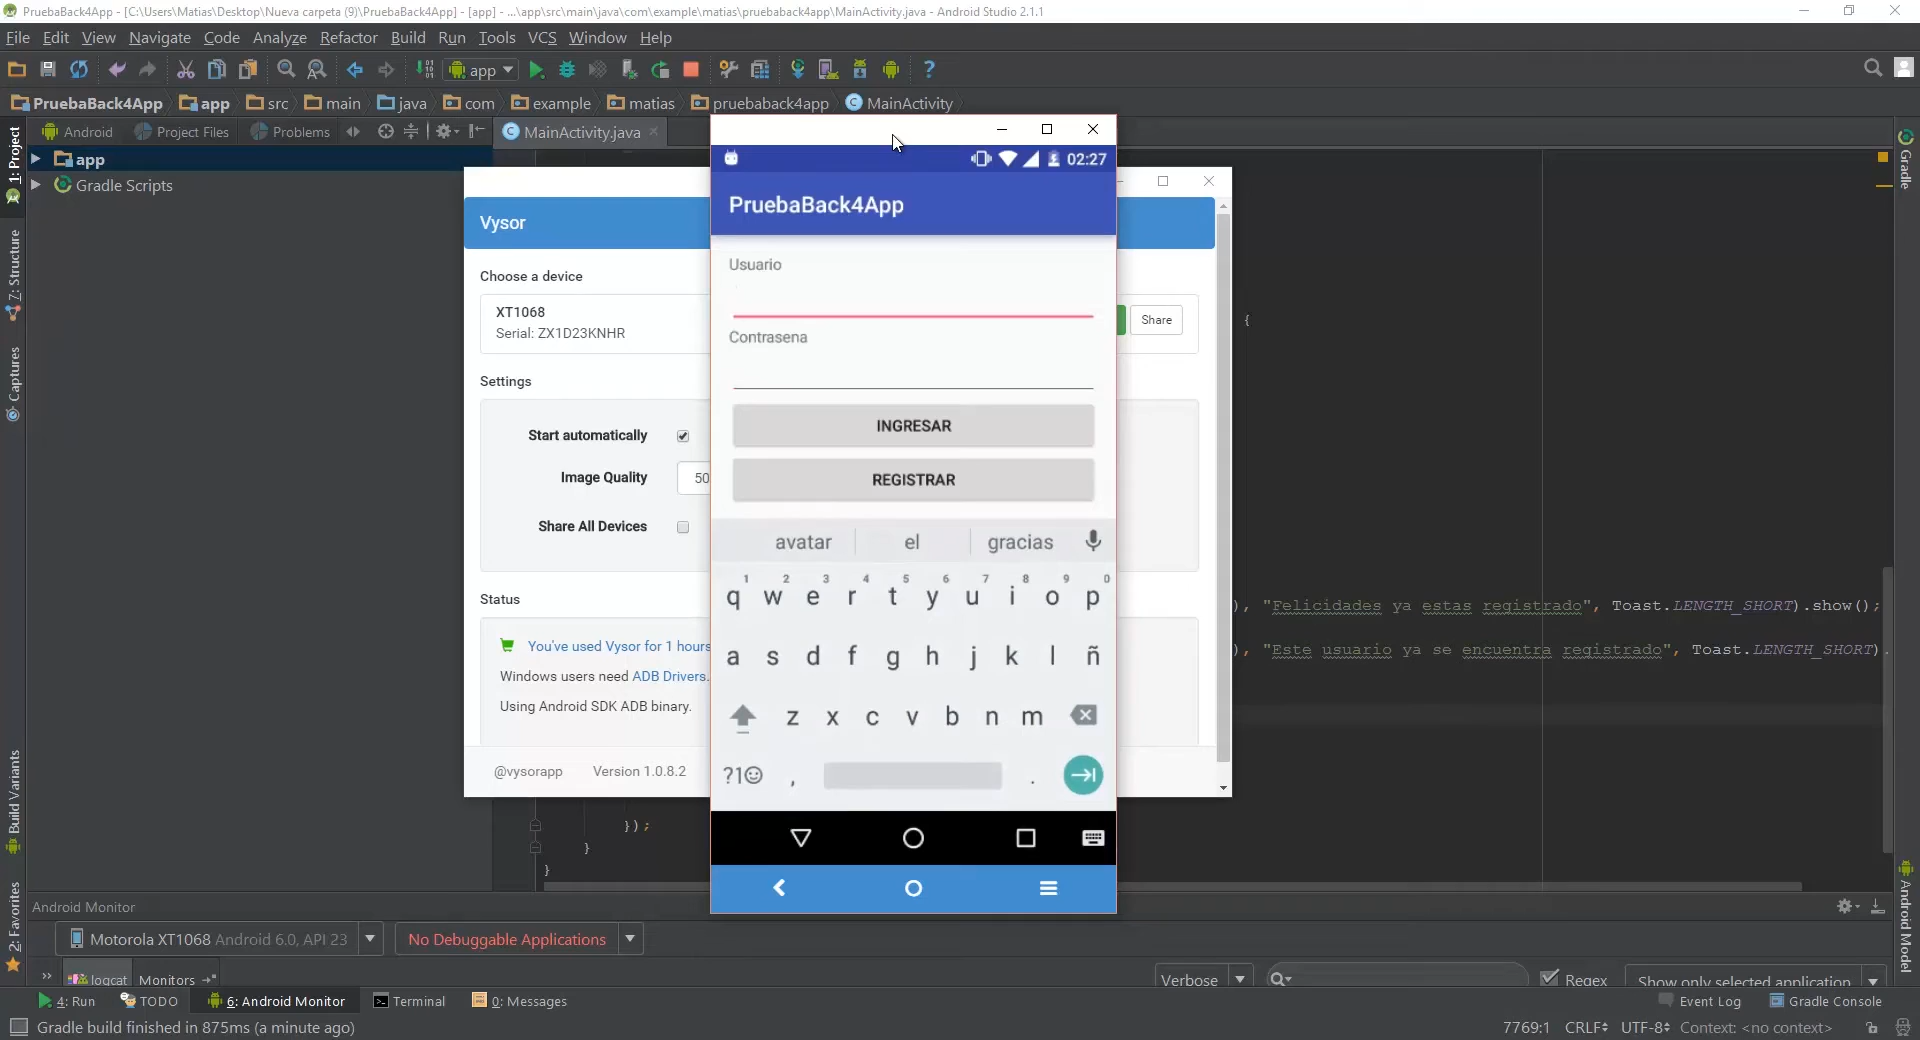 PruebaBack4App - [C:\Users\Matias\Desktop\Nueva carpeta (9)\PruebaBack4App] - [app] - ...\app\src\main\java\com\example\matias\pruebaback4app\MainActivity.java - Android Studio 2.1.1
File Edit View Navigate Code Analyze Refactor Build Run Tools VCS Window Help
app
PruebaBack4App app src main java com example matias pruebaback4app MainActivity
Android Project Files Problems MainActivity.java
1: Project
7: Structure
Captures
Build Variants
2: Favorites
app
Gradle Scripts
Gradle
Android Model
Vysor
Choose a device
XT1068
Serial: ZX1D23KNHR
Share
Settings
Start automatically
Image Quality 50
Share All Devices
Status
You've used Vysor for 1 hours
Windows users need ADB Drivers.
Using Android SDK ADB binary.
@vysorapp Version 1.0.8.2
02:27
PruebaBack4App
Usuario
Contrasena
INGRESAR
REGISTRAR
avatar el gracias
1 2 3 4 5 6 7 8 9 0
q w e r t y u i o p
a s d f g h j k l ñ
z x c v b n m
?1☺ , .
{
), "Felicidades ya estas registrado", Toast.LENGTH_SHORT).show();
), "Este usuario ya se encuentra registrado", Toast.LENGTH_SHORT).
});
}
}
Android Monitor
Motorola XT1068 Android 6.0, API 23 No Debuggable Applications
» logcat Monitors Verbose Regex Show only selected application
4: Run TODO 6: Android Monitor Terminal 0: Messages Event Log Gradle Console
Gradle build finished in 875ms (a minute ago) 7769:1 CRLF UTF-8 Context: <no context>